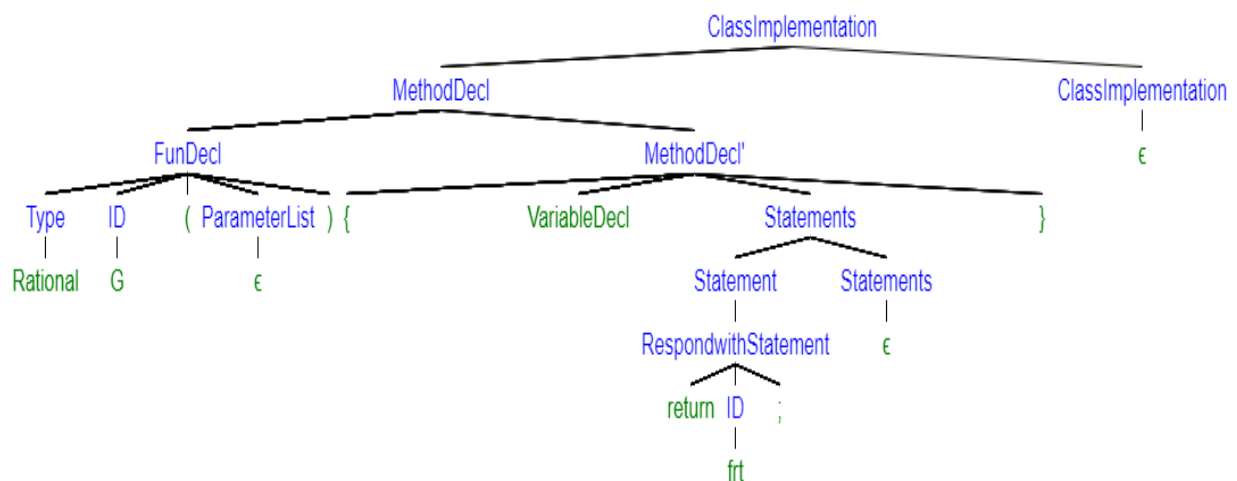 ClassImplementation
MethodDecl ClassImplementation
FunDecl MethodDecl' ϵ
Type ID ( ParameterList ) { VariableDecl Statements }
Rational G ϵ Statement Statements
RespondwithStatement ϵ
return ID ;
frt